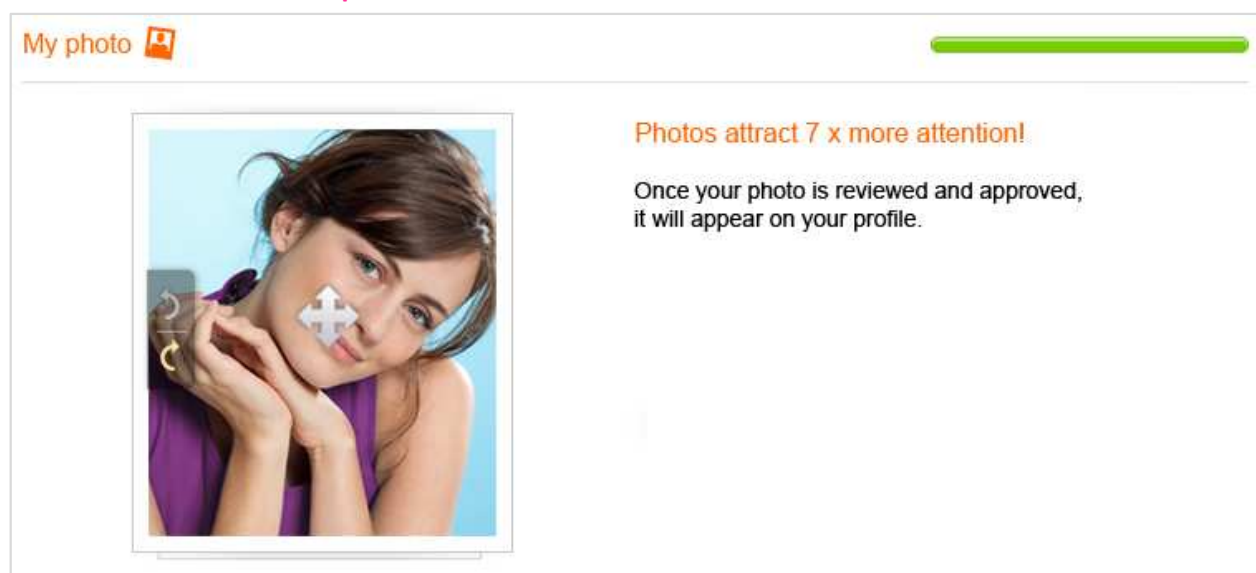 My photo
Photos attract 7 x more attention!
Once your photo is reviewed and approved,
it will appear on your profile.